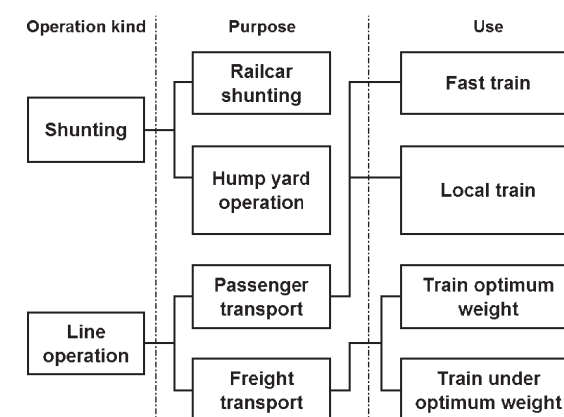 Operation kind
Purpose
Use
Railcar
shunting
Fast train
Shunting
Hump yard
operation
Local train
Passenger
transport
Train optimum
weight
Line
operation
Freight
transport
Train under
optimum weight